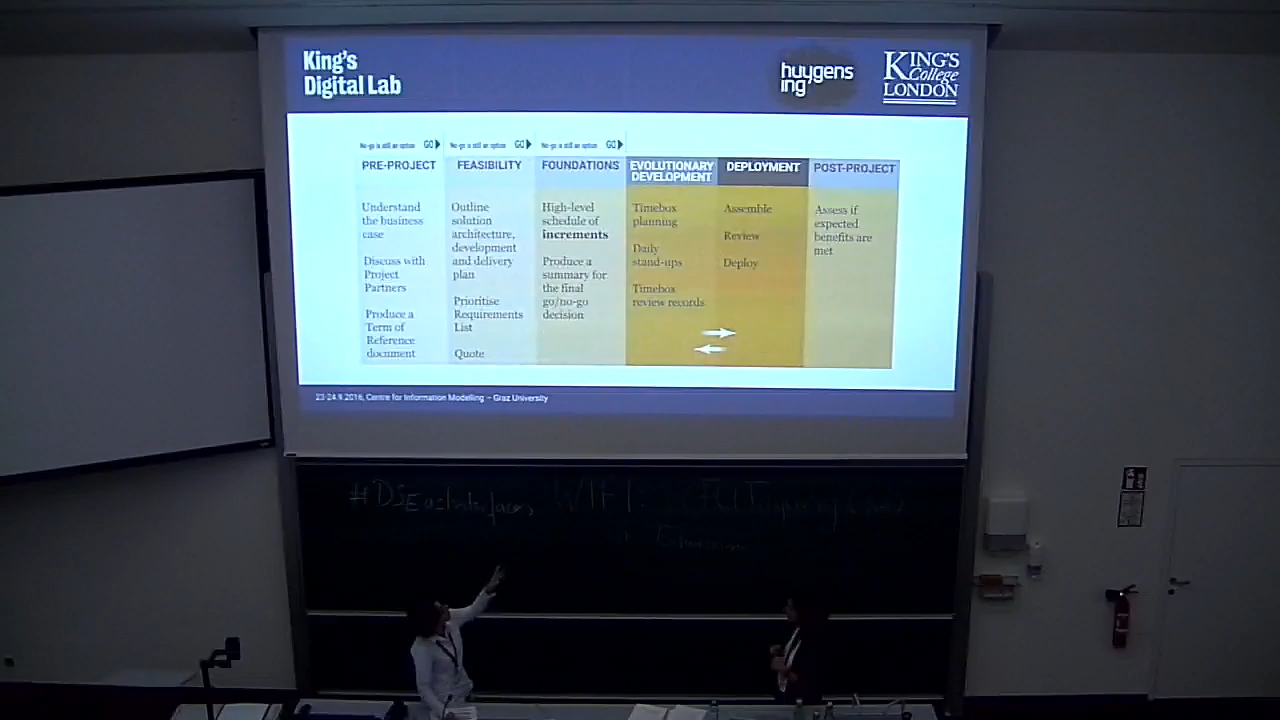 King's
Digital Lab
huygens
ing
KING'S
College
LONDON
No-go is still an option GO
No-go is still an option GO
No-go is still an option GO
PRE-PROJECT
Understand
the business
case
Discuss with
Project
Partners
Produce a
Term of
Reference
document
FEASIBILITY
Outline
solution
architecture,
development
and delivery
plan
Prioritise
Requirements
List
Quote
FOUNDATIONS
High-level
schedule of
increments
Produce a
summary for
the final
go/no-go
decision
EVOLUTIONARY
DEVELOPMENT
Timebox
planning
Daily
stand-ups
Timebox
review records
DEPLOYMENT
Assemble
Review
Deploy
POST-PROJECT
Assess if
expected
benefits are
met
23-24.9.2016, Centre for Information Modelling – Graz University
#DSEasInterfaces WIFI: